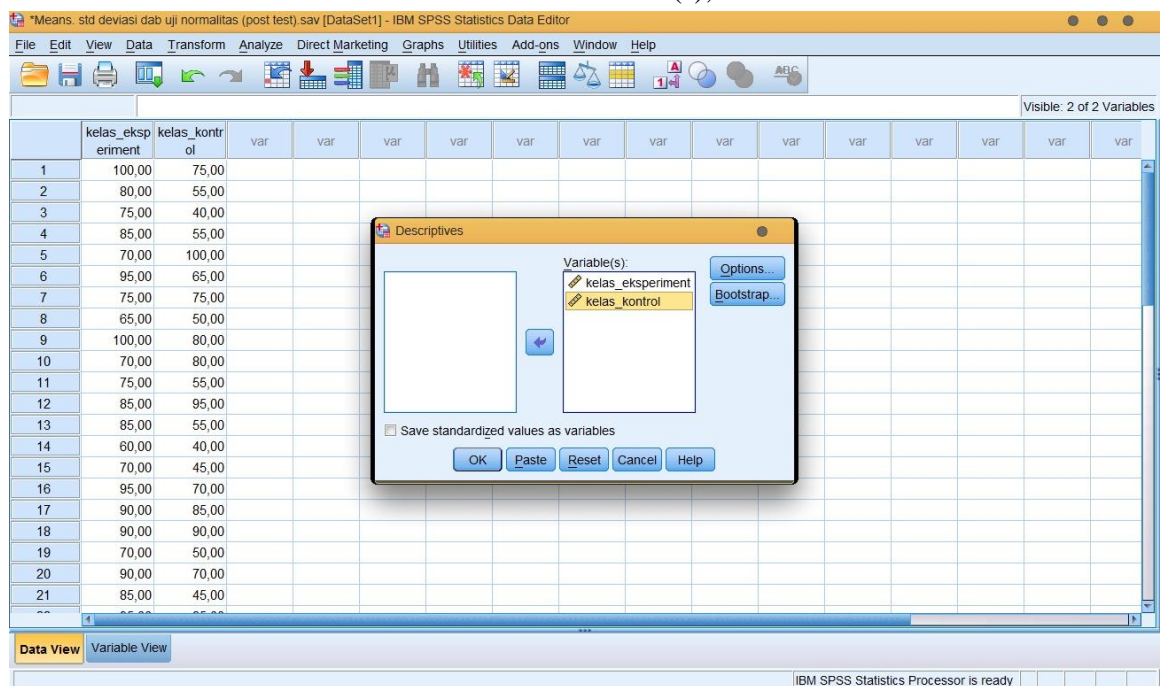 *Means. std deviasi dab uji normalitas (post test).sav [DataSet1] - IBM SPSS Statistics Data Editor
File Edit View Data Transform Analyze Direct Marketing Graphs Utilities Add-ons Window Help
Visible: 2 of 2 Variables
kelas_eksperiment kelas_kontrol var var var var var var var var var var var var var
1 100,00 75,00
2 80,00 55,00
3 75,00 40,00
4 85,00 55,00
5 70,00 100,00
6 95,00 65,00
7 75,00 75,00
8 65,00 50,00
9 100,00 80,00
10 70,00 80,00
11 75,00 55,00
12 85,00 95,00
13 85,00 55,00
14 60,00 40,00
15 70,00 45,00
16 95,00 70,00
17 90,00 85,00
18 90,00 90,00
19 70,00 50,00
20 90,00 70,00
21 85,00 45,00
Descriptives
Variable(s):
kelas_eksperiment
kelas_kontrol
Options...
Bootstrap...
Save standardized values as variables
OK Paste Reset Cancel Help
Data View Variable View
IBM SPSS Statistics Processor is ready